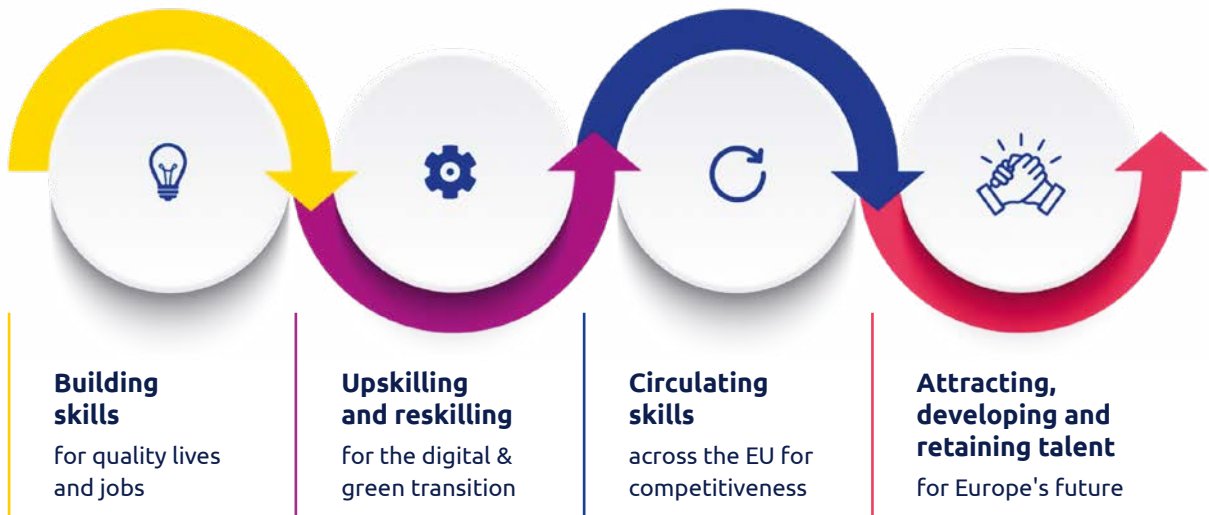 Building
skills
for quality lives
and jobs
Upskilling
and reskilling
for the digital &
green transition
Circulating
skills
across the EU for
competitiveness
Attracting,
developing and
retaining talent
for Europe's future